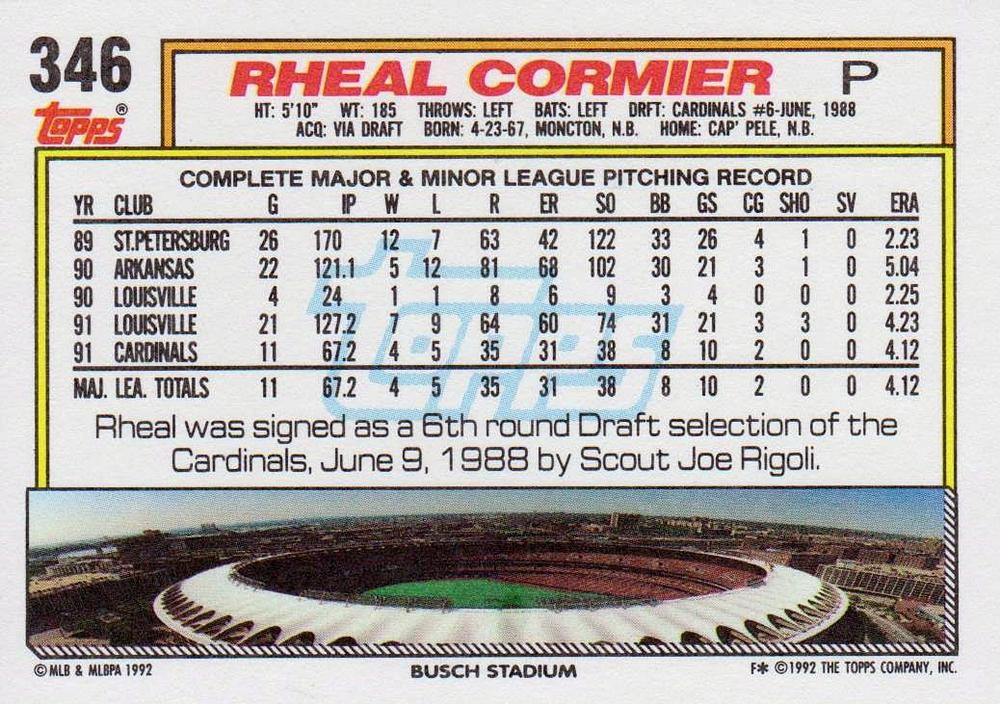 346
RHEAL CORMIER P
Topps®
HT: 5'10" WT: 185 THROWS: LEFT BATS: LEFT DRFT: CARDINALS #6-JUNE, 1988
ACQ: VIA DRAFT BORN: 4-23-67, MONCTON, N.B. HOME: CAP' PELE, N.B.
COMPLETE MAJOR & MINOR LEAGUE PITCHING RECORD
YR CLUB G IP W L R ER SO BB GS CG SHO SV ERA
89 ST.PETERSBURG 26 170 12 7 63 42 122 33 26 4 1 0 2.23
90 ARKANSAS 22 121.1 5 12 81 68 102 30 21 3 1 0 5.04
90 LOUISVILLE 4 24 1 1 8 6 9 3 4 0 0 0 2.25
91 LOUISVILLE 21 127.2 7 9 64 60 74 31 21 3 3 0 4.23
91 CARDINALS 11 67.2 4 5 35 31 38 8 10 2 0 0 4.12
MAJ. LEA. TOTALS 11 67.2 4 5 35 31 38 8 10 2 0 0 4.12
Topps
Rheal was signed as a 6th round Draft selection of the
Cardinals, June 9, 1988 by Scout Joe Rigoli.
© MLB & MLBPA 1992 BUSCH STADIUM F* © 1992 THE TOPPS COMPANY, INC.